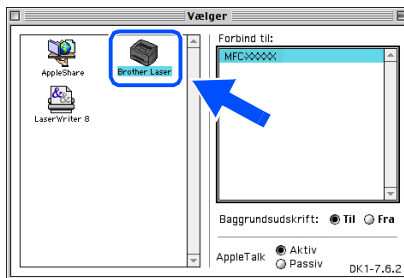 Vælger
AppleShare
Brother Laser
LaserWriter 8
Forbind til:
MFC-XXXXX
Baggrundsudskrift: Til Fra
AppleTalk Aktiv
Passiv
DK1-7.6.2